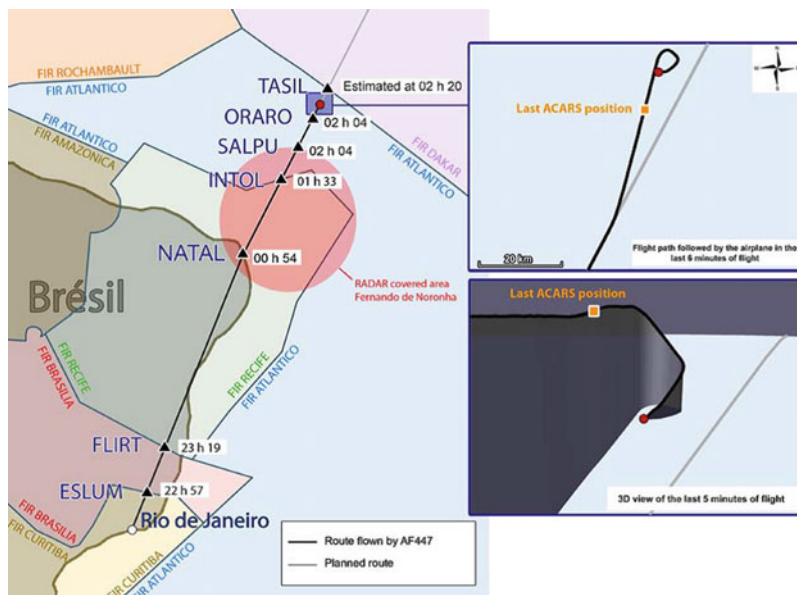 FIR ROCHAMBAULT
FIR ATLANTICO
TASIL
Estimated at 02 h 20
ORARO
02 h 04
FIR ATLANTICO
FIR AMAZONICA
SALPU
02 h 04
FIR DAKAR
FIR ATLANTICO
INTOL
01 h 33
NATAL
00 h 54
RADAR covered area
Fernando de Noronha
Brésil
FIR RECIFE
FIR BRASILIA
FIR RECIFE
FIR ATLANTICO
FLIRT
23 h 19
ESLUM
22 h 57
Rio de Janeiro
FIR BRASILIA
FIR CURITIBA
FIR CURITIBA
FIR ATLANTICO
Route flown by AF447
Planned route
Last ACARS position
20 km
Flight path followed by the airplane in the
last 6 minutes of flight
Last ACARS position
3D view of the last 5 minutes of flight